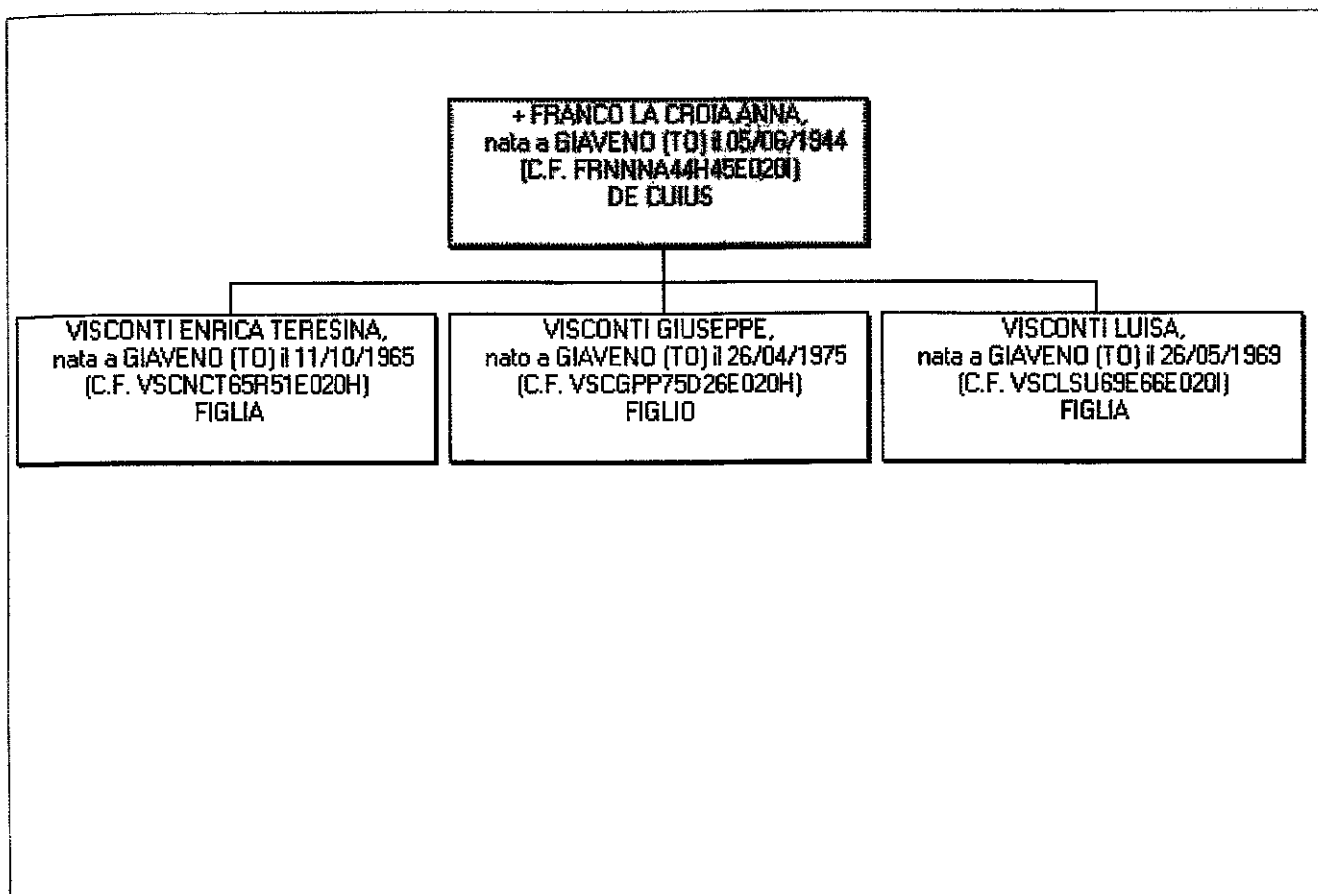 + FRANCO LA CROIA ANNA,
nata a GIAVENO (TO) il 05/06/1944
(C.F. FRNNNA44H45E020I)
DE CUIUS
VISCONTI ENRICA TERESINA,
nata a GIAVENO (TO) il 11/10/1965
(C.F. VSCNCT65R51E020H)
FIGLIA
VISCONTI GIUSEPPE,
nato a GIAVENO (TO) il 26/04/1975
(C.F. VSCGPP75D26E020H)
FIGLIO
VISCONTI LUISA,
nata a GIAVENO (TO) il 26/05/1969
(C.F. VSCLSU69E66E020I)
FIGLIA